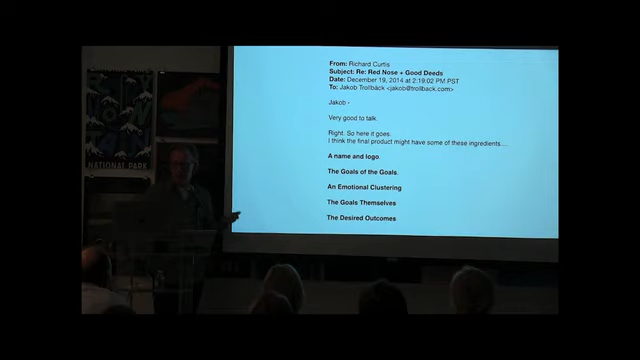 From: Richard Curtis
Subject: Re: Red Nose + Good Deeds
Date: December 19, 2014 at 2:19:02 PM PST
To: Jakob Trollbäck <jakob@trollback.com>
Jakob -
Very good to talk.
Right. So here it goes.
I think the final product might have some of these ingredients....
A name and logo.
The Goals of the Goals.
An Emotional Clustering
The Goals Themselves
The Desired Outcomes
NATIONAL PARK